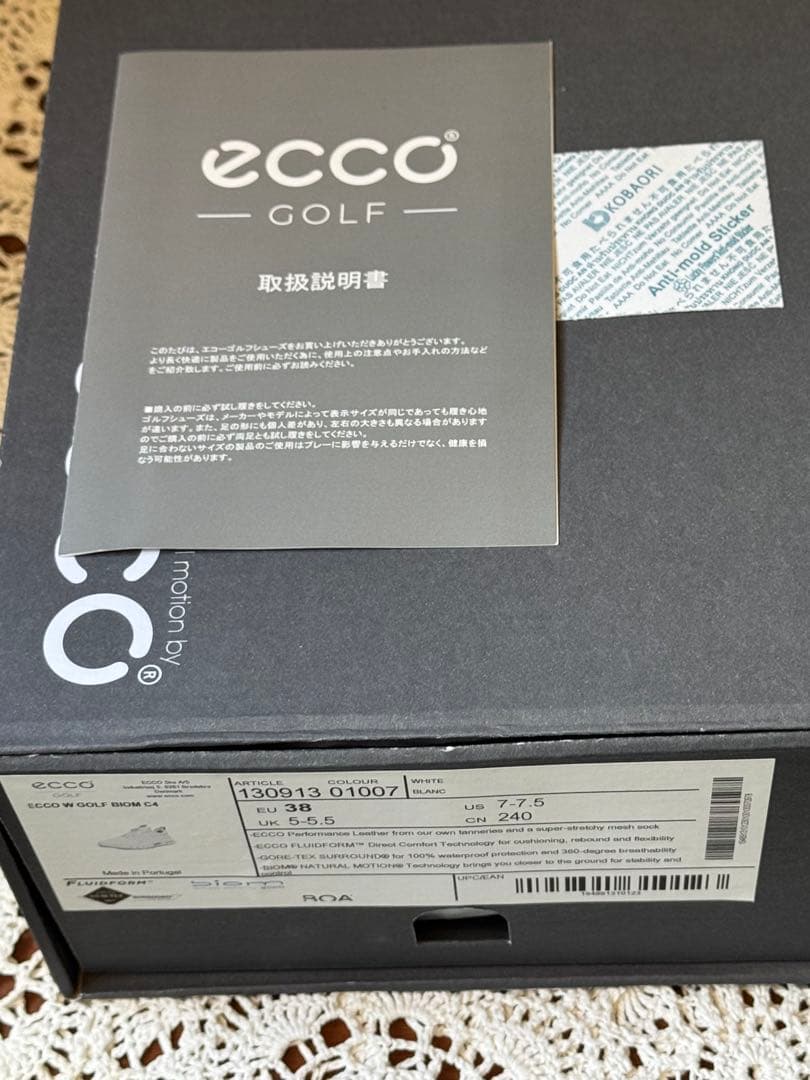 ecco®
GOLF
取扱説明書
このたびは、エコーゴルフシューズをお買い上げいただきありがとうございます。
より長く快適に製品をご使用いただく為に、使用上の注意点やお手入れの方法など
をご紹介致します。ご使用前に必ずお読みください。
■購入の前に必ず試し履きをしてください。
ゴルフシューズは、メーカーやモデルによって表示サイズが同じであっても履き心地
が違います。また、足の形にも個人差があり、左右の大きさも異なる場合があります
のでご購入の前に必ず両足とも試し履きをしてください。
足に合わないサイズの製品のご使用はプレーに影響を与えるだけでなく、健康を損
なう可能性があります。
KOBAORI
Anti-mold Sticker
motion by
ecco
GOLF
ECCO Sko A/S
Industrivej 5, 6261 Bredebro
Denmark
www.ecco.com
ECCO W GOLF BIOM C4
Made in Portugal
FLUIDFORM™
biom
BOA
ARTICLE COLOUR
130913 01007
WHITE
BLANC
EU 38
US 7-7.5
UK 5-5.5
CN 240
-ECCO Performance Leather from our own tanneries and a super-stretchy mesh sock
-ECCO FLUIDFORM™ Direct Comfort Technology for cushioning, rebound and flexibility
-GORE-TEX SURROUND® for 100% waterproof protection and 360-degree breathability
-BIOM® NATURAL MOTION® Technology brings you closer to the ground for stability and
control
UPC/EAN